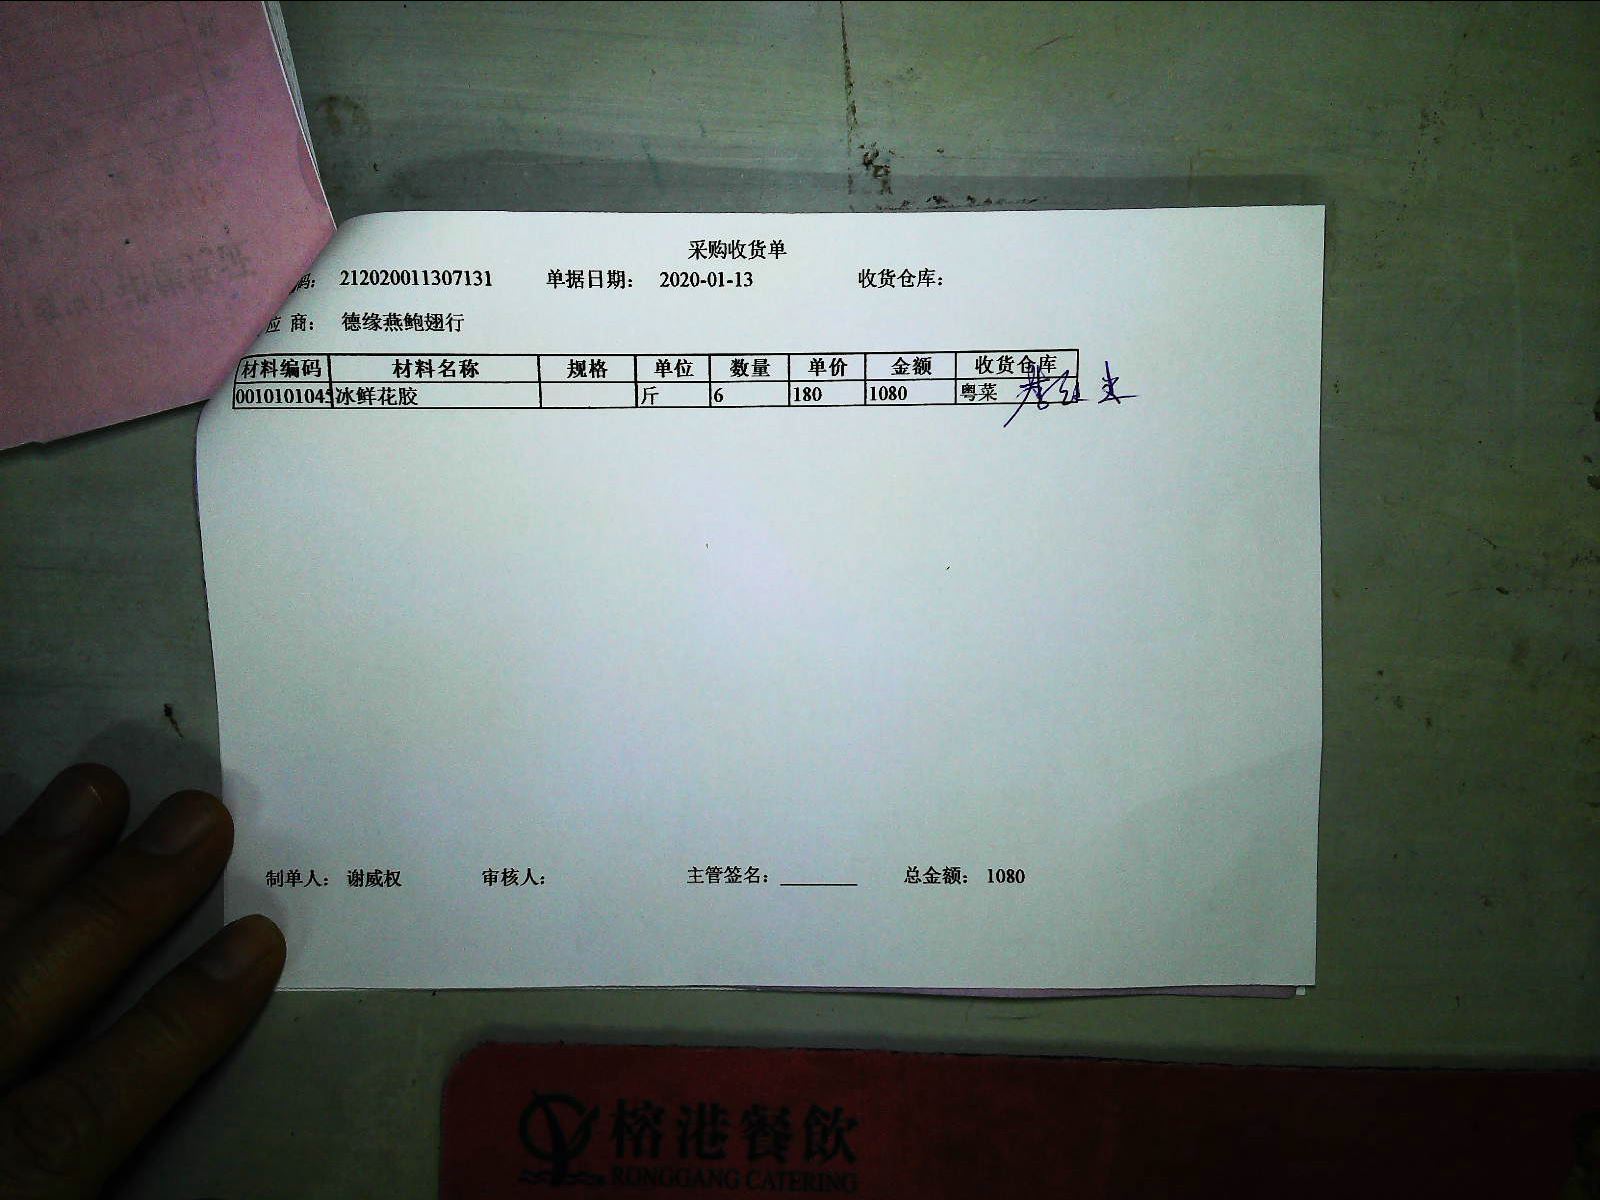 采购收货单
码: 212020011307131 单据日期: 2020-01-13 收货仓库:
应 商: 德缘燕鲍翅行
材料编码 材料名称 规格 单位 数量 单价 金额 收货仓库
0010101045 冰鲜花胶 斤 6 180 1080 粤菜
制单人: 谢威权 审核人: 主管签名: ________ 总金额: 1080
榕港餐飲
RONGGANG CATERING